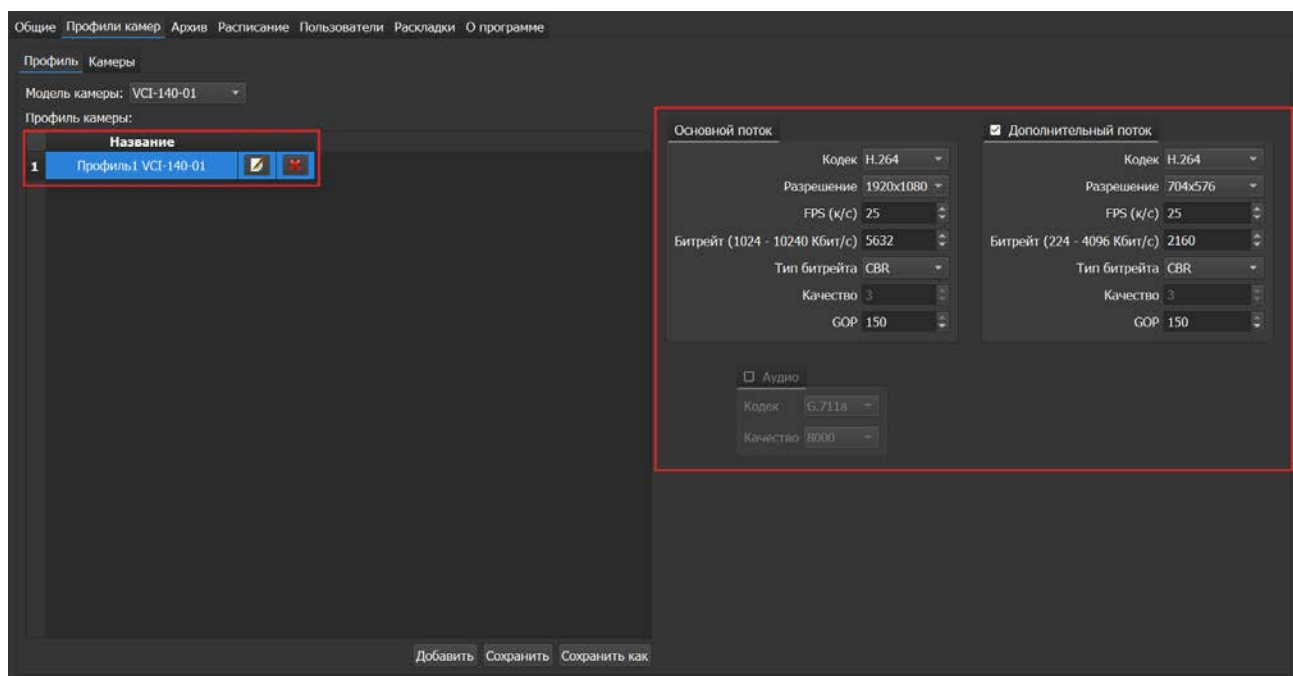 Общие Профили камер Архив Расписание Пользователи Раскладки О программе
Профиль Камеры
Модель камеры: VCI-140-01
Профиль камеры:
Название
1 Профиль1 VCI-140-01
Основной поток
Кодек H.264
Разрешение 1920x1080
FPS (к/с) 25
Битрейт (1024 - 10240 Кбит/с) 5632
Тип битрейта CBR
Качество 3
GOP 150
Дополнительный поток
Кодек H.264
Разрешение 704x576
FPS (к/с) 25
Битрейт (224 - 4096 Кбит/с) 2160
Тип битрейта CBR
Качество 3
GOP 150
Аудио
Кодек G.711a
Качество 8000
Добавить Сохранить Сохранить как